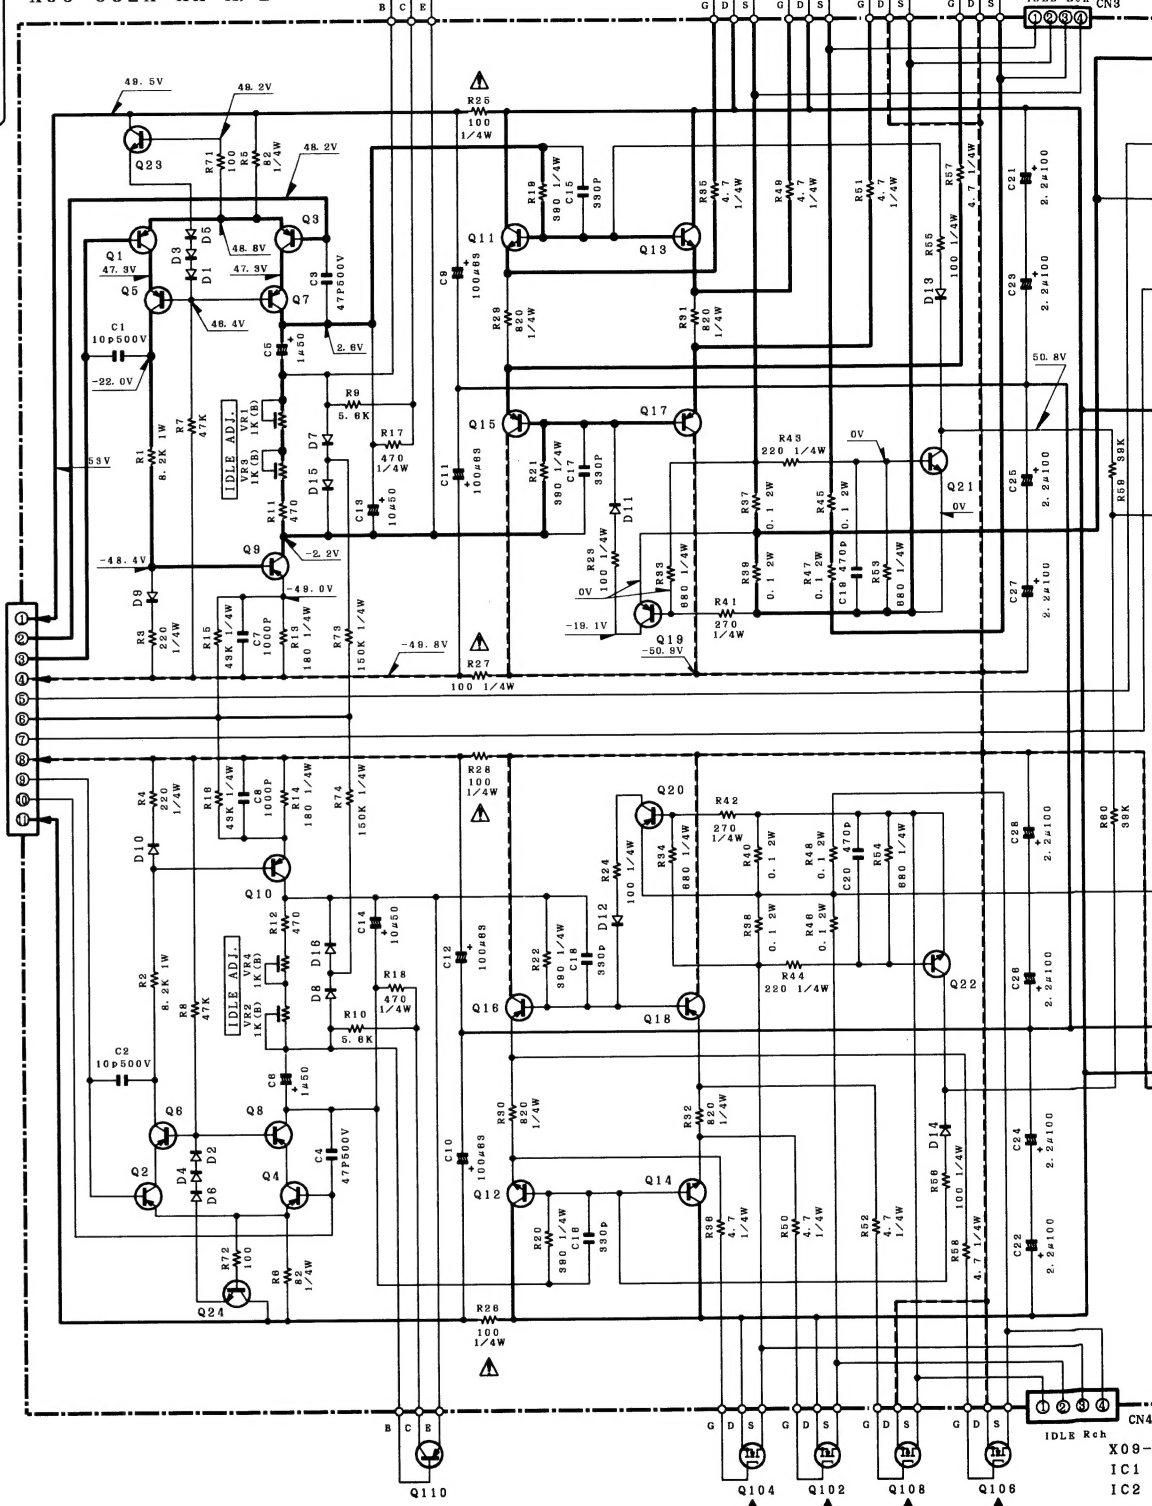 B C E
G D S G D S G D S G D S
①②③④
CN3
49.5V
49.2V
48.2V
Q23
R71 100
R5 82 1/4W
R25 100 1/4W
R19 390 1/4W
C15 330P
R35 4.7 1/4W
R49 4.7 1/4W
R51 4.7 1/4W
R57 4.7 1/4W
C21 2.2μ100
Q1
Q3
D3 D5
D1
48.8V
47.3V
47.3V
Q5
Q7
46.4V
C3 47P500V
C9 100μ63
Q11
Q13
R29 820 1/4W
R31 820 1/4W
R55 100 1/4W
D13
C23 2.2μ100
C1 10P500V
-22.0V
C5 1μ50
2.6V
50.8V
R9 5.6K
R7 47K
IDLE ADJ.
VR1 1K(B)
VR3 1K(B)
D7
D15
R17 470 1/4W
R1 8.2K 1W
53V
R11 470
C13 10μ50
C11 100μ63
Q15
Q17
R21 390 1/4W
C17 330P
D11
R43 220 1/4W
0V
Q21
0V
R59 39K
C25 2.2μ100
R37 0.1 2W
R45 0.1 2W
-48.4V
Q9
-2.2V
-49.0V
R23 100 1/4W
0V
R33 680 1/4W
R39 0.1 2W
R47 0.1 2W
C19 470p
R53 680 1/4W
C27 2.2μ100
D9
R3 220 1/4W
R15 43K 1/4W
C7 1000P
R13 180 1/4W
R73 150K 1/4W
-19.1V
Q19
R41 270 1/4W
-49.8V
-50.9V
R27 100 1/4W
①
②
③
④
⑤
⑥
⑦
⑧
⑨
⑩
⑪
R4 220 1/4W
R16 43K 1/4W
C8 1000P
R14 180 1/4W
R74 150K 1/4W
R28 100 1/4W
Q20
R42 270 1/4W
R60 39K
D10
Q10
R24 100 1/4W
R34 680 1/4W
R40 0.1 2W
R48 0.1 2W
C20 470p
R54 680 1/4W
C28 2.2μ100
R12 470
C14 10μ50
D12
R38 0.1 2W
R46 0.1 2W
R2 8.2K 1W
R8 47K
IDLE ADJ.
VR4 1K(B)
VR2 1K(B)
D16
D8
R18 470 1/4W
R10 5.6K
C12 100μ63
R22 390 1/4W
C18 330p
Q16
Q18
R44 220 1/4W
Q22
C26 2.2μ100
C2 10p500V
C6 1μ50
Q6
Q8
D2
D4
D6
C4 47P500V
C10 100μ63
R30 820 1/4W
R32 820 1/4W
D14
C24 2.2μ100
Q2
Q4
Q12
Q14
R56 100 1/4W
R72 100
R6 82 1/4W
R20 390 1/4W
C16 330p
R36 4.7 1/4W
R50 4.7 1/4W
R52 4.7 1/4W
R58 4.7 1/4W
C22 2.2μ100
Q24
R26 100 1/4W
B C E
G D S G D S G D S G D S
①②③④
CN4
IDLE Rch
Q110
Q104
Q102
Q108
Q106
X09-
IC1
IC2